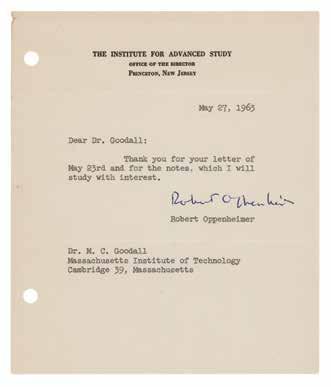 THE INSTITUTE FOR ADVANCED STUDY
OFFICE OF THE DIRECTOR
PRINCETON, NEW JERSEY
May 27, 1963
Dear Dr. Goodall:
Thank you for your letter of
May 23rd and for the notes, which I will
study with interest.
Robert Oppenheimer
Robert Oppenheimer
Dr. M. C. Goodall
Massachusetts Institute of Technology
Cambridge 39, Massachusetts